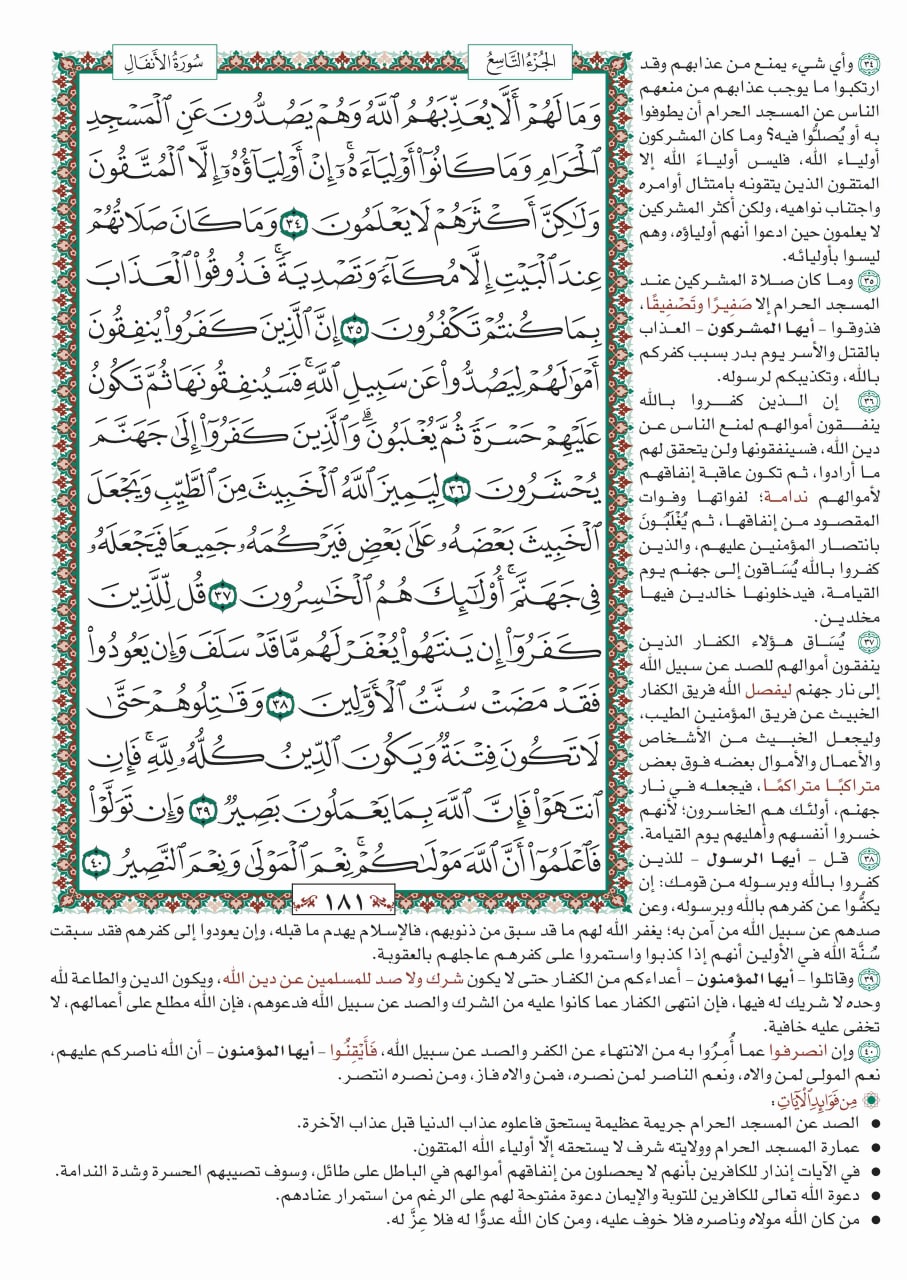 الجُزْءُ التَّاسِعُ
سُورَةُ الأَنفَالِ
وَمَا لَهُمْ أَلَّا يُعَذِّبَهُمُ ٱللَّهُ وَهُمْ يَصُدُّونَ عَنِ ٱلْمَسْجِدِ
ٱلْحَرَامِ وَمَا كَانُوٓا۟ أَوْلِيَآءَهُۥٓ ۚ إِنْ أَوْلِيَآؤُهُۥٓ إِلَّا ٱلْمُتَّقُونَ
وَلَٰكِنَّ أَكْثَرَهُمْ لَا يَعْلَمُونَ ٣٤ وَمَا كَانَ صَلَاتُهُمْ
عِندَ ٱلْبَيْتِ إِلَّا مُكَآءً وَتَصْدِيَةً ۚ فَذُوقُوا۟ ٱلْعَذَابَ
بِمَا كُنتُمْ تَكْفُرُونَ ٣٥ إِنَّ ٱلَّذِينَ كَفَرُوا۟ يُنفِقُونَ
أَمْوَٰلَهُمْ لِيَصُدُّوا۟ عَن سَبِيلِ ٱللَّهِ ۚ فَسَيُنفِقُونَهَا ثُمَّ تَكُونُ
عَلَيْهِمْ حَسْرَةً ثُمَّ يُغْلَبُونَ ۗ وَٱلَّذِينَ كَفَرُوٓا۟ إِلَىٰ جَهَنَّمَ
يُحْشَرُونَ ٣٦ لِيَمِيزَ ٱللَّهُ ٱلْخَبِيثَ مِنَ ٱلطَّيِّبِ وَيَجْعَلَ
ٱلْخَبِيثَ بَعْضَهُۥ عَلَىٰ بَعْضٍ فَيَرْكُمَهُۥ جَمِيعًا فَيَجْعَلَهُۥ
فِى جَهَنَّمَ ۚ أُو۟لَٰٓئِكَ هُمُ ٱلْخَٰسِرُونَ ٣٧ قُل لِّلَّذِينَ
كَفَرُوٓا۟ إِن يَنتَهُوا۟ يُغْفَرْ لَهُم مَّا قَدْ سَلَفَ وَإِن يَعُودُوا۟
فَقَدْ مَضَتْ سُنَّتُ ٱلْأَوَّلِينَ ٣٨ وَقَٰتِلُوهُمْ حَتَّىٰ
لَا تَكُونَ فِتْنَةٌ وَيَكُونَ ٱلدِّينُ كُلُّهُۥ لِلَّهِ ۚ فَإِنِ
ٱنتَهَوْا۟ فَإِنَّ ٱللَّهَ بِمَا يَعْمَلُونَ بَصِيرٌ ٣٩ وَإِن تَوَلَّوْا۟
فَٱعْلَمُوٓا۟ أَنَّ ٱللَّهَ مَوْلَىٰكُمْ ۚ نِعْمَ ٱلْمَوْلَىٰ وَنِعْمَ ٱلنَّصِيرُ ٤٠
١٨١
٣٤ وأي شيء يمنع من عذابهم وقد
ارتكبوا ما يوجب عذابهم من منعهم
الناس عن المسجد الحرام أن يطوفوا
به أو يُصلُّوا فيه؟ وما كان المشركون
أولياء الله، فليس أولياءَ الله إلا
المتقون الذين يتقونه بامتثال أوامره
واجتناب نواهيه، ولكن أكثر المشركين
لا يعلمون حين ادعوا أنهم أولياؤه، وهم
ليسوا بأوليائه.
٣٥ وما كان صلاة المشركين عند
المسجد الحرام إلا صَفِيرًا وتَصْفِيقًا،
فذوقوا - أيها المشركون - العذاب
بالقتل والأسر يوم بدر بسبب كفركم
بالله، وتكذيبكم لرسوله.
٣٦ إن الذين كفروا بالله
ينفقون أموالهم لمنع الناس عن
دين الله، فسينفقونها ولن يتحقق لهم
ما أرادوا، ثم تكون عاقبة إنفاقهم
لأموالهم ندامة؛ لفواتها وفوات
المقصود من إنفاقها، ثم يُغْلَبُونَ
بانتصار المؤمنين عليهم، والذين
كفروا بالله يُسَاقون إلى جهنم يوم
القيامة، فيدخلونها خالدين فيها
مخلدين.
٣٧ يُسَاق هؤلاء الكفار الذين
ينفقون أموالهم للصد عن سبيل الله
إلى نار جهنم ليفصل الله فريق الكفار
الخبيث عن فريق المؤمنين الطيب،
وليجعل الخبيث من الأشخاص
والأعمال والأموال بعضه فوق بعض
متراكبًا متراكمًا، فيجعله في نار
جهنم، أولئك هم الخاسرون؛ لأنهم
خسروا أنفسهم وأهليهم يوم القيامة.
٣٨ قل - أيها الرسول - للذين
كفروا بالله وبرسوله من قومك: إن
يكفُّوا عن كفرهم بالله وبرسوله، وعن
صدهم عن سبيل الله من آمن به؛ يغفر الله لهم ما قد سبق من ذنوبهم، فالإسلام يهدم ما قبله، وإن يعودوا إلى كفرهم فقد سبقت
سُنَّة الله في الأولين أنهم إذا كذبوا واستمروا على كفرهم عاجلهم بالعقوبة.
٣٩ وقاتلوا - أيها المؤمنون - أعداءكم من الكفار حتى لا يكون شرك ولا صد للمسلمين عن دين الله، ويكون الدين والطاعة لله
وحده لا شريك له فيها، فإن انتهى الكفار عما كانوا عليه من الشرك والصد عن سبيل الله فدعوهم، فإن الله مطلع على أعمالهم، لا
تخفى عليه خافية.
٤٠ وإن انصرفوا عما أُمِرُوا به من الانتهاء عن الكفر والصد عن سبيل الله، فَأَيْقِنُوا - أيها المؤمنون - أن الله ناصركم عليهم،
نعم المولى لمن والاه، ونعم الناصر لمن نصره، فمن والاه فاز، ومن نصره انتصر.
مِن فَوَائِدِ الْآيَاتِ:
● الصد عن المسجد الحرام جريمة عظيمة يستحق فاعلوه عذاب الدنيا قبل عذاب الآخرة.
● عمارة المسجد الحرام وولايته شرف لا يستحقه إلَّا أولياء الله المتقون.
● في الآيات إنذار للكافرين بأنهم لا يحصلون من إنفاقهم أموالهم في الباطل على طائل، وسوف تصيبهم الحسرة وشدة الندامة.
● دعوة الله تعالى للكافرين للتوبة والإيمان دعوة مفتوحة لهم على الرغم من استمرار عنادهم.
● من كان الله مولاه وناصره فلا خوف عليه، ومن كان الله عدوًّا له فلا عِزَّ له.